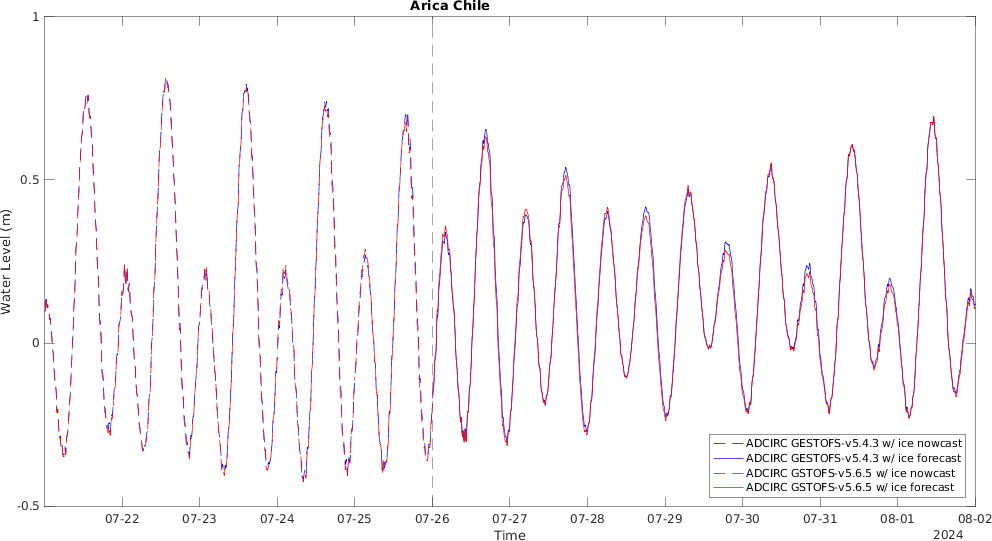 Arica Chile
1
0.5
0
-0.5
Water Level (m)
ADCIRC GESTOFS-v5.4.3 w/ ice nowcast
ADCIRC GESTOFS-v5.4.3 w/ ice forecast
ADCIRC GSTOFS-v5.6.5 w/ ice nowcast
ADCIRC GSTOFS-v5.6.5 w/ ice forecast
07-22 07-23 07-24 07-25 07-26 07-27 07-28 07-29 07-30 07-31 08-01 08-02
Time
2024